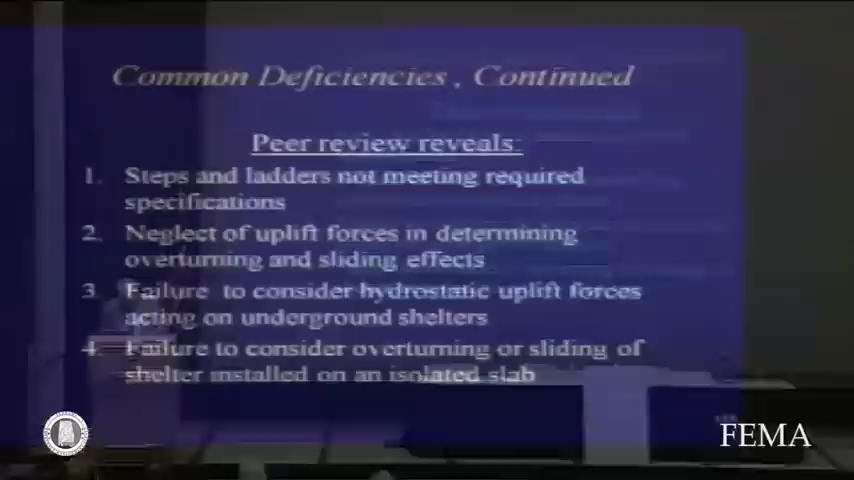 Common Deficiencies , Continued
Peer review reveals:
1. Steps and ladders not meeting required
specifications
2. Neglect of uplift forces in determining
overturning and sliding effects
3. Failure to consider hydrostatic uplift forces
acting on underground shelters
4. Failure to consider overturning or sliding of
shelter installed on an isolated slab
FEMA